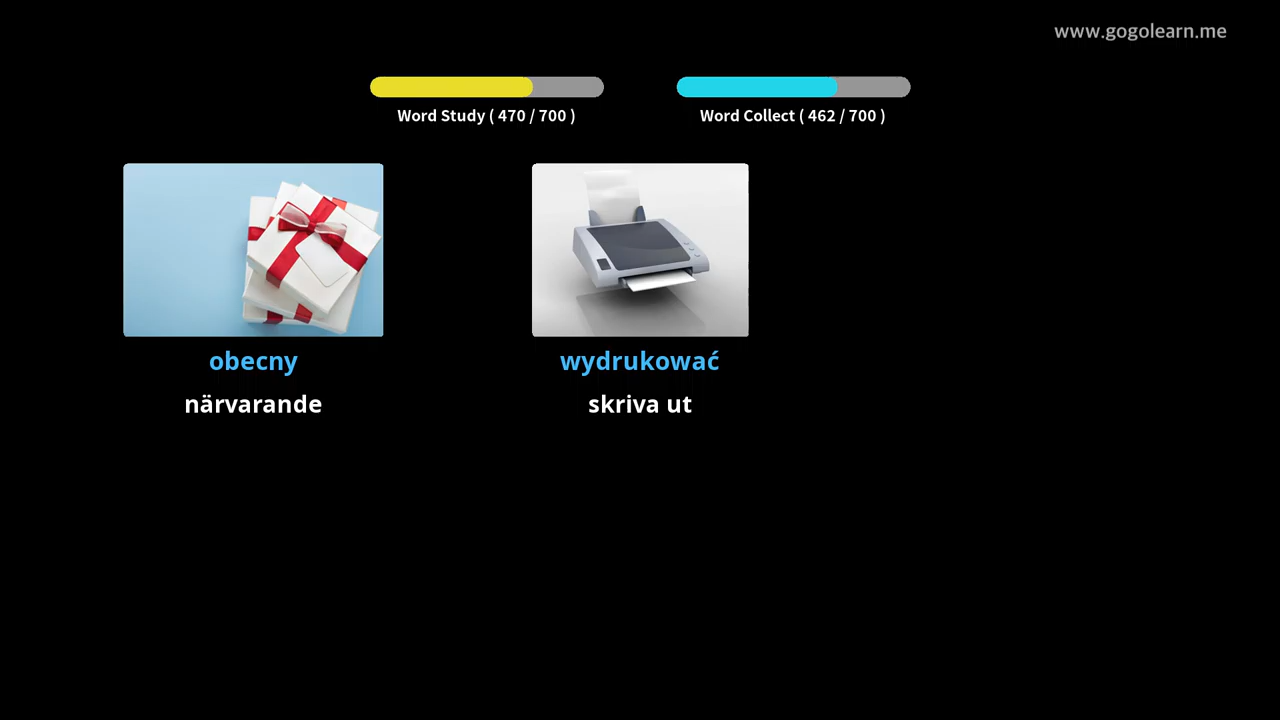 www.gogolearn.me
Word Study ( 470 / 700 )
Word Collect ( 462 / 700 )
obecny
wydrukować
närvarande
skriva ut